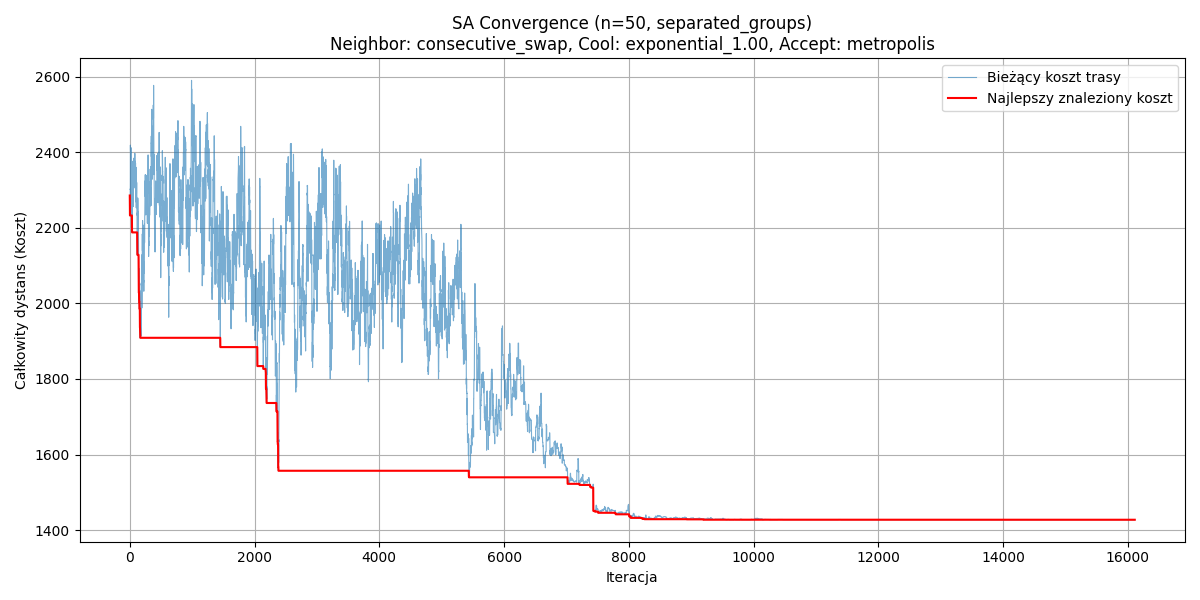 SA Convergence (n=50, separated_groups)
Neighbor: consecutive_swap, Cool: exponential_1.00, Accept: metropolis
Bieżący koszt trasy
Najlepszy znaleziony koszt
Całkowity dystans (Koszt)
2600
2400
2200
2000
1800
1600
1400
0
2000
4000
6000
8000
10000
12000
14000
16000
Iteracja